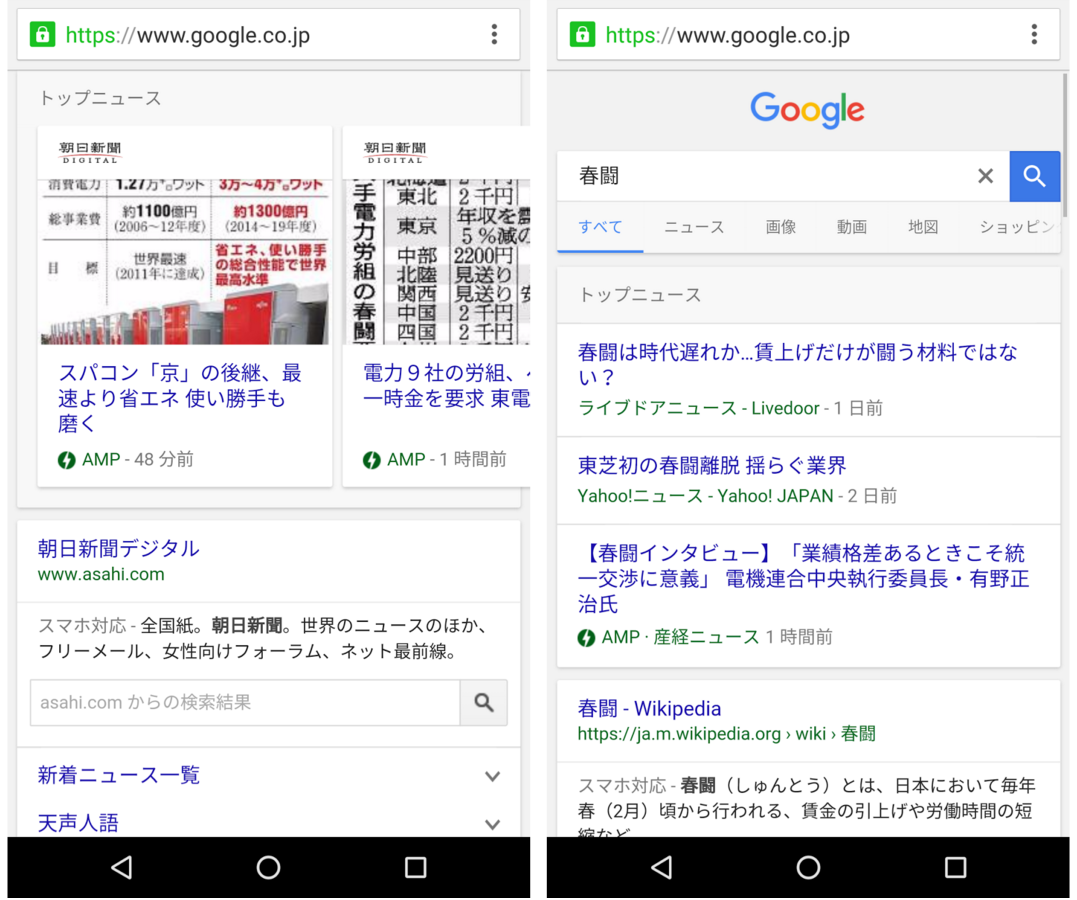 https://www.google.co.jp
トップニュース
朝日新聞
DIGITAL
消費電力
1.27万キロワット
3万〜4万キロワット
総事業費
約1100億円
(2006〜12年度)
約1300億円
(2014〜19年度)
目 標
世界最速
(2011年に達成)
省エネ、使い勝手
の総合性能で世界
最高水準
スパコン「京」の後継、最
速より省エネ 使い勝手も
磨く
AMP - 48 分前
朝日新聞
DIGITAL
手電力労組の春闘
北海道
東北 2千円
東京 年収を震
5%減の
中部 2200円
北陸 見送り
関西 見送り
中国 2千円
四国 2千円
電力9社の労組、
一時金を要求 東電
AMP - 1 時間前
朝日新聞デジタル
www.asahi.com
スマホ対応 - 全国紙。朝日新聞。世界のニュースのほか、
フリーメール、女性向けフォーラム、ネット最前線。
asahi.com からの検索結果
新着ニュース一覧
天声人語
https://www.google.co.jp
Google
春闘
すべて ニュース 画像 動画 地図 ショッピン
トップニュース
春闘は時代遅れか...賃上げだけが闘う材料ではな
い？
ライブドアニュース - Livedoor - 1 日前
東芝初の春闘離脱 揺らぐ業界
Yahoo!ニュース - Yahoo! JAPAN - 2 日前
【春闘インタビュー】「業績格差あるときこそ統
一交渉に意義」 電機連合中央執行委員長・有野正
治氏
AMP · 産経ニュース 1 時間前
春闘 - Wikipedia
https://ja.m.wikipedia.org › wiki › 春闘
スマホ対応 - 春闘（しゅんとう）とは、日本において毎年
春（2月）頃から行われる、賃金の引上げや労働時間の短
縮など